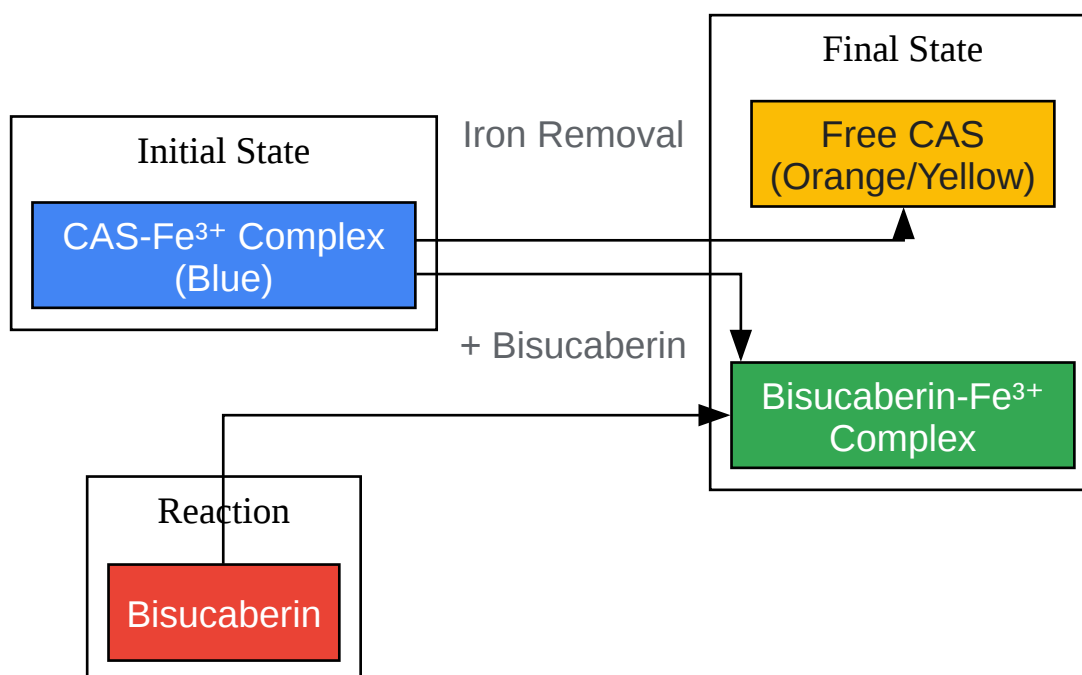 Initial State
CAS-Fe³⁺ Complex
(Blue)
Iron Removal
+ Bisucaberin
Final State
Free CAS
(Orange/Yellow)
Bisucaberin-Fe³⁺
Complex
Reaction
Bisucaberin